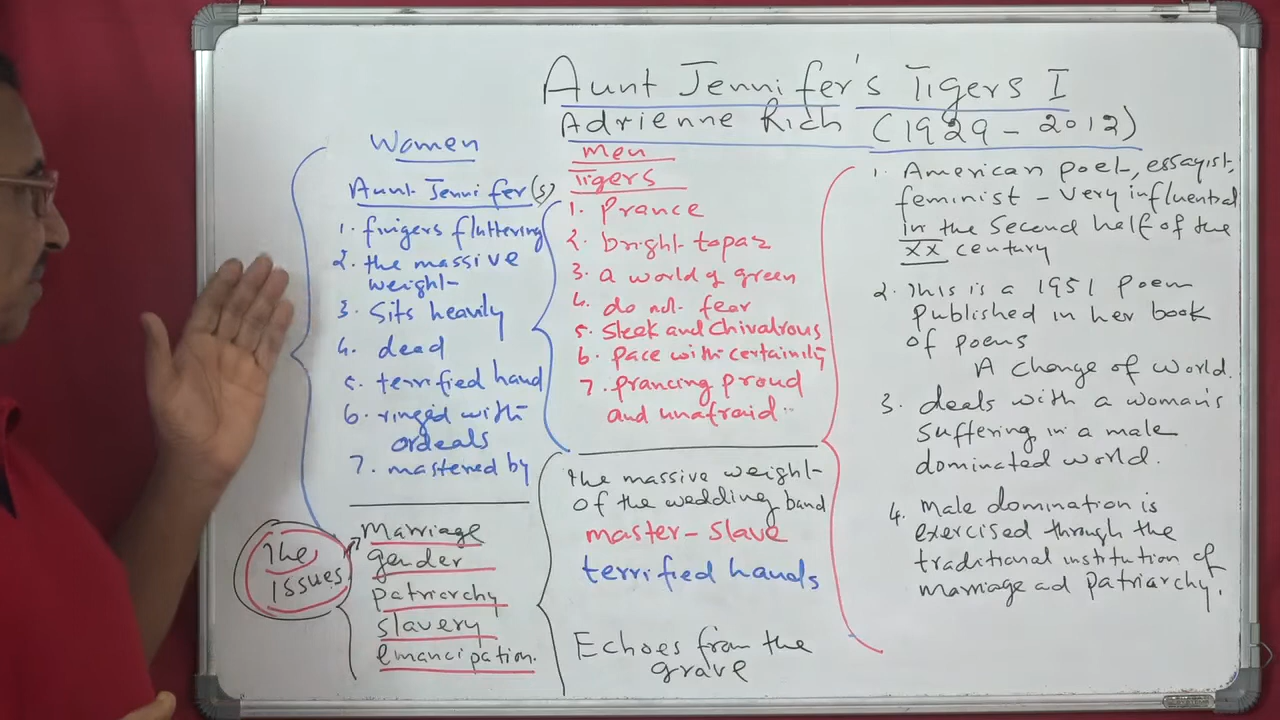 Aunt Jennifer's Tigers I
Adrienne Rich (1929-2012)
Women
Aunt Jennifer(s)
1. fingers fluttering
2. the massive
weight
3. Sits heavily
4. dead
5. terrified hand
6. ringed with
ordeals
7. mastered by
Men
Tigers
1. Prance
2. bright topaz
3. a world of green
4. do not fear
5. Sleek and Chivalrous
6. Pace with certainity
7. Prancing proud
and unafraid..
1. American poet, essayist,
feminist - Very influential
in the Second half of the
XX century
2. This is a 1951 Poem
published in her book
of poems
A Change of World.
3. deals with a woman's
Suffering in a male
dominated world.
4. Male domination is
exercised through the
traditional institution of
marriage ad Patriarchy.
The
issues
Marriage
gender
patriarchy
slavery
emancipation.
the massive weight
of the wedding band
master-slave
terrified hands
Echoes from the
grave